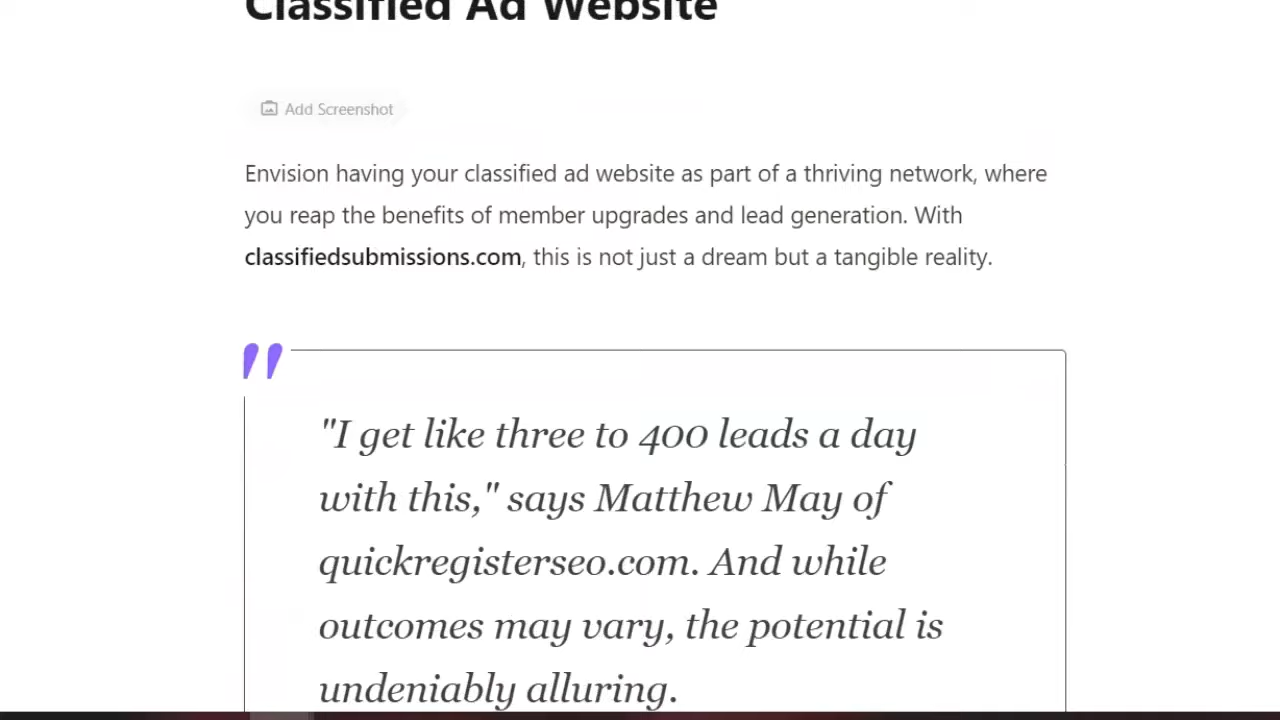 Classified Ad Website
Add Screenshot
Envision having your classified ad website as part of a thriving network, where
you reap the benefits of member upgrades and lead generation. With
classifiedsubmissions.com, this is not just a dream but a tangible reality.
"I get like three to 400 leads a day
with this," says Matthew May of
quickregisterseo.com. And while
outcomes may vary, the potential is
undeniably alluring.